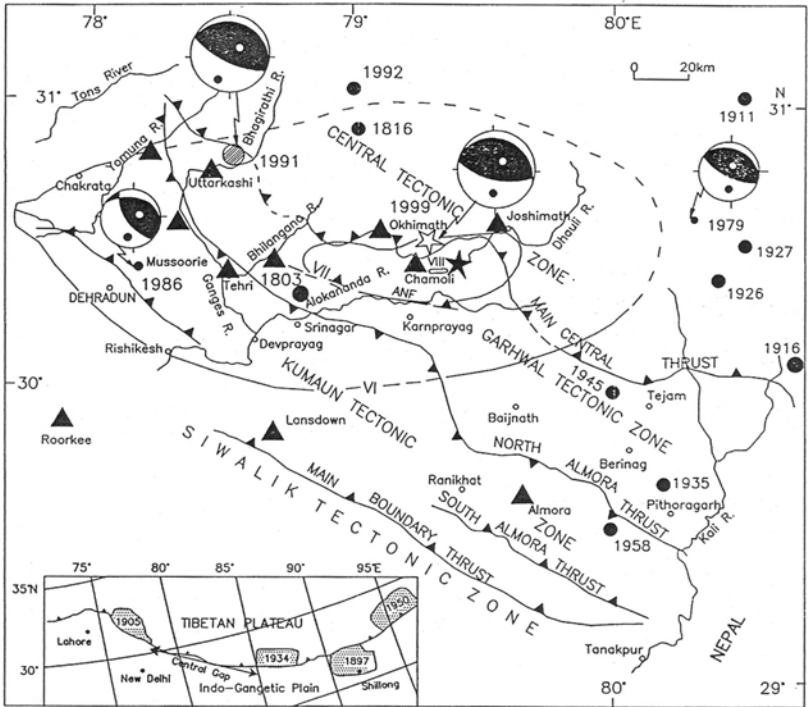 78°
79°
80°E
31°
N
31°
0 20km
Tons River
Bhagirathi R.
1992
1816
1911
CENTRAL TECTONIC
ZONE
Yamuna R.
Chakrata
1991
Uttarkashi
1999
Okhimath
Joshimath
Dhauli R.
1979
1927
1926
Mussoorie
1986
Bhilangana R.
VII
VIII
Chamoli
Tehri
1803
Alokananda R.
ANF
DEHRADUN
Ganges R.
Srinagar
Karnprayag
Devprayag
Rishikesh
MAIN CENTRAL
THRUST
1916
GARHWAL TECTONIC ZONE
30°
30°
VI
1945
Tejam
KUMAUN TECTONIC
ZONE
Baijnath
Lansdown
Roorkee
NORTH ALMORA THRUST
Berinag
1935
Pithoragarh
Kali R.
Ranikhat
Almora
1958
SOUTH ALMORA THRUST
MAIN BOUNDARY THRUST
SIWALIK TECTONIC ZONE
Tanakpur
NEPAL
80°
29°
75°
80°
85°
90°
95°E
35°N
30°
1905
TIBETAN PLATEAU
1950
Lahore
1934
1897
Central Gap
New Delhi
Indo-Gangetic Plain
Shillong